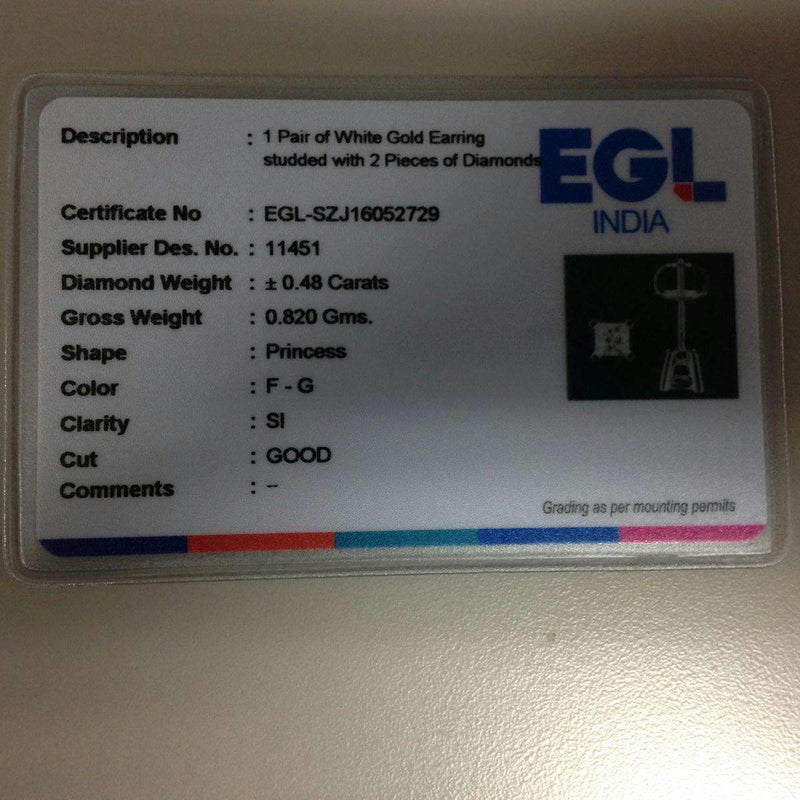 Description : 1 Pair of White Gold Earring
studded with 2 Pieces of Diamonds
EGL
INDIA
Certificate No : EGL-SZJ16052729
Supplier Des. No. : 11451
Diamond Weight : ± 0.48 Carats
Gross Weight : 0.820 Gms.
Shape : Princess
Color : F - G
Clarity : SI
Cut : GOOD
Comments : --
Grading as per mounting permits